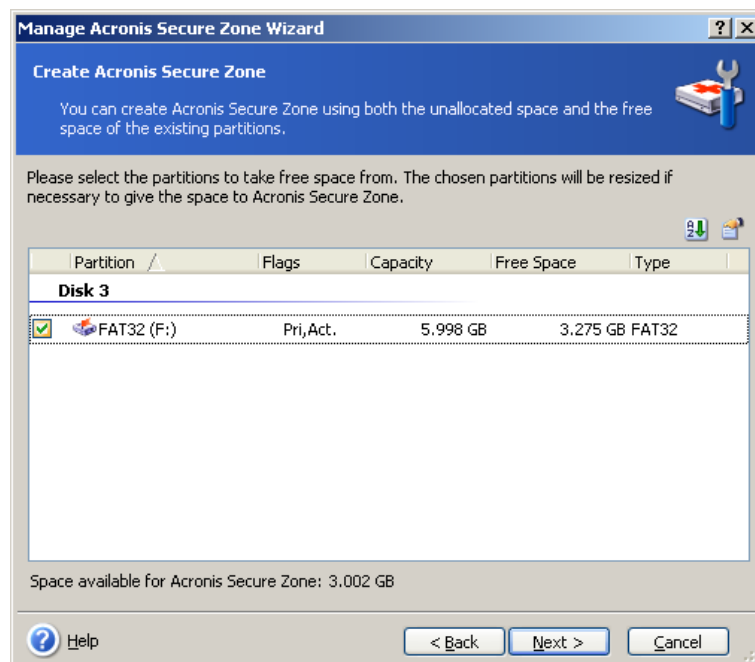 Manage Acronis Secure Zone Wizard
Create Acronis Secure Zone
You can create Acronis Secure Zone using both the unallocated space and the free
space of the existing partitions.
Please select the partitions to take free space from. The chosen partitions will be resized if
necessary to give the space to Acronis Secure Zone.
Partition Flags Capacity Free Space Type
Disk 3
FAT32 (F:) Pri,Act. 5.998 GB 3.275 GB FAT32
Space available for Acronis Secure Zone: 3.002 GB
Help < Back Next > Cancel